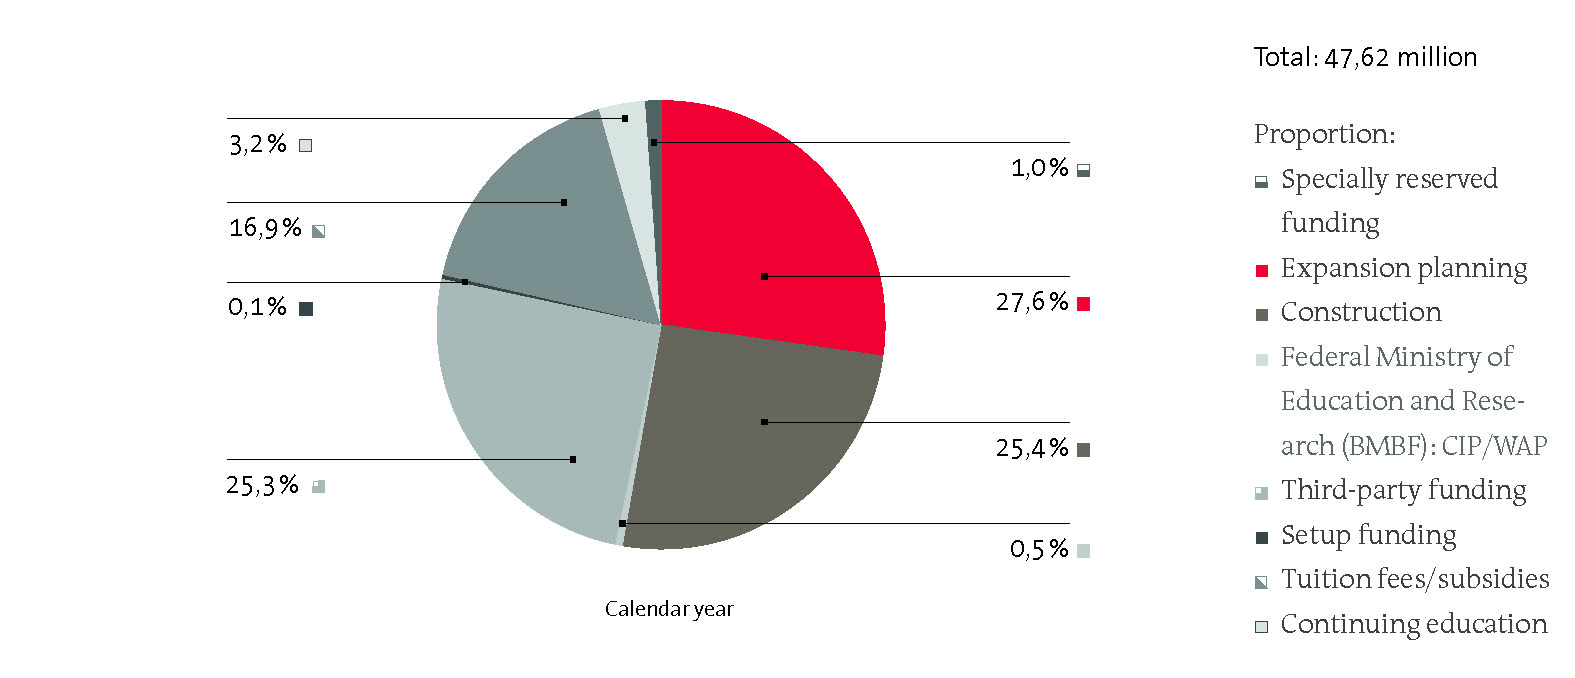 Total: 47,62 million
3,2 %
1,0 %
16,9 %
0,1 %
27,6 %
25,4 %
25,3 %
0,5 %
Calendar year
Proportion:
Specially reserved
funding
Expansion planning
Construction
Federal Ministry of
Education and Rese-
arch (BMBF): CIP/WAP
Third-party funding
Setup funding
Tuition fees/subsidies
Continuing education